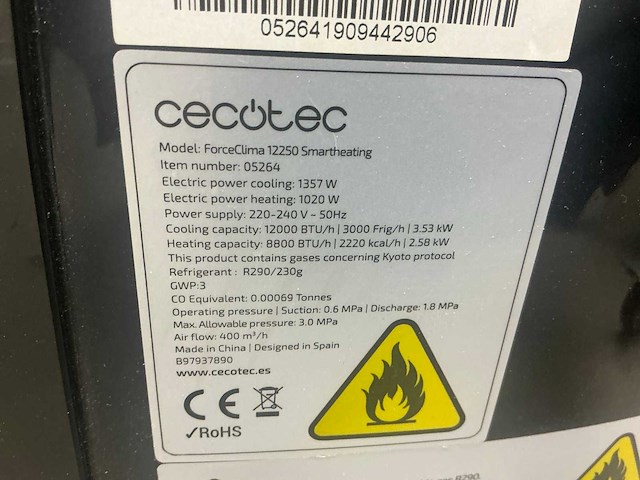 052641909442906
cecotec
Model: ForceClima 12250 Smartheating
Item number: 05264
Electric power cooling: 1357 W
Electric power heating: 1020 W
Power supply: 220-240 V ~ 50Hz
Cooling capacity: 12000 BTU/h | 3000 Frig/h | 3.53 kW
Heating capacity: 8800 BTU/h | 2220 kcal/h | 2.58 kW
This product contains gases concerning Kyoto protocol
Refrigerant : R290/230g
GWP:3
CO Equivalent: 0.00069 Tonnes
Operating pressure | Suction: 0.6 MPa | Discharge: 1.8 MPa
Max. Allowable pressure: 3.0 MPa
Air flow: 400 m³/h
Made in China | Designed in Spain
B97937890
www.cecotec.es
CE
✓RoHS
R290.